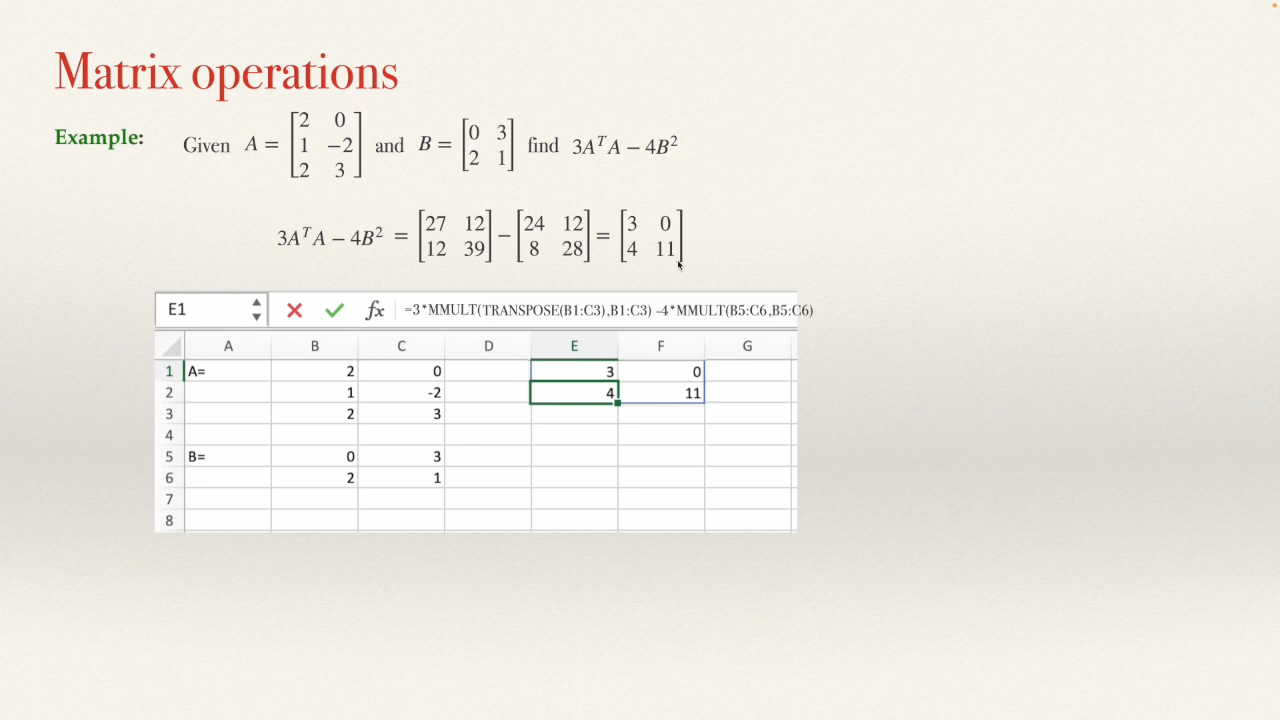 Matrix operations
Example: Given A = [2 0; 1 −2; 2 3] and B = [0 3; 2 1] find 3Aᵀ A − 4B²
3Aᵀ A − 4B² = [27 12; 12 39] − [24 12; 8 28] = [3 0; 4 11]
E1 fx =3*MMULT(TRANSPOSE(B1:C3),B1:C3) -4*MMULT(B5:C6,B5:C6)
A B C D E F G
1 A= 2 0 3 0
2 1 -2 4 11
3 2 3
4
5 B= 0 3
6 2 1
7
8